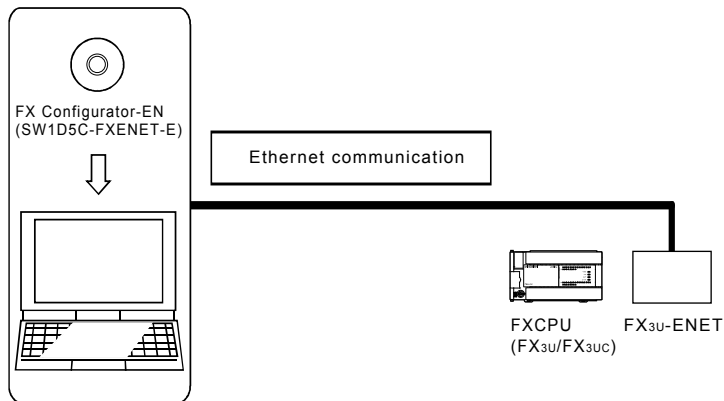 FX Configurator-EN
(SW1D5C-FXENET-E)
Ethernet communication
FXCPU
(FX3U/FX3UC)
FX3U-ENET